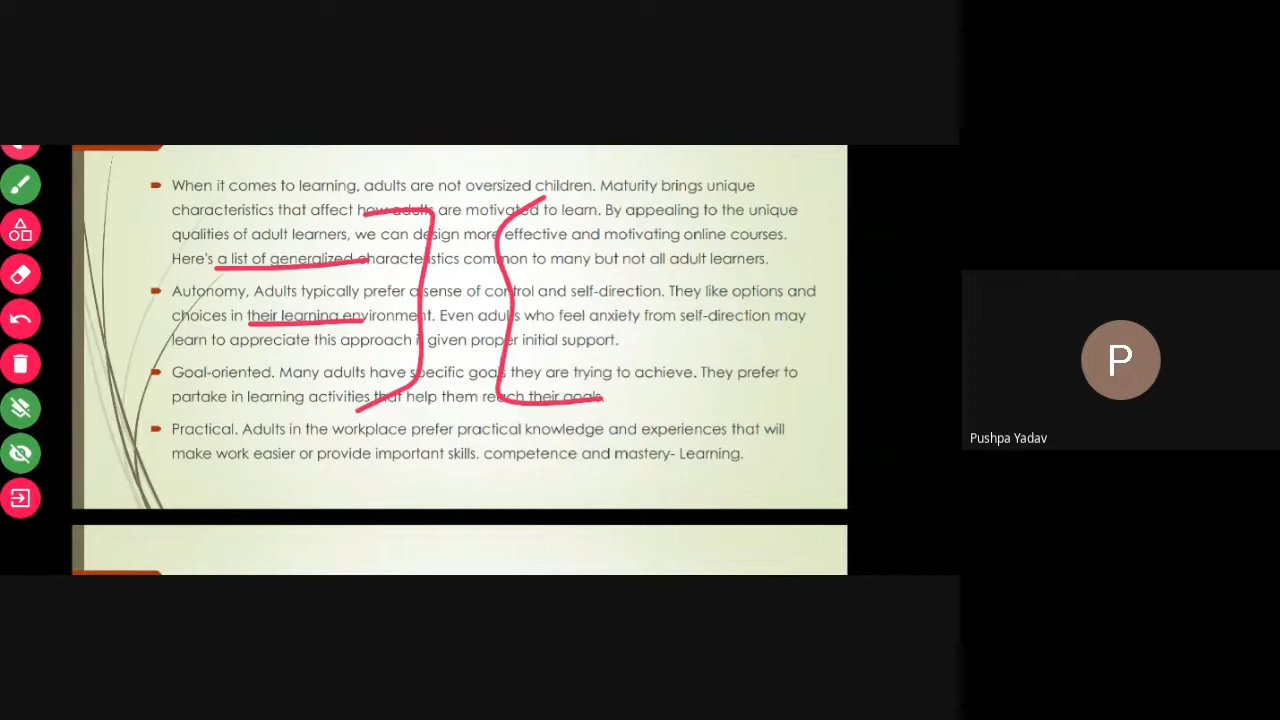 When it comes to learning, adults are not oversized children. Maturity brings unique
characteristics that affect how adults are motivated to learn. By appealing to the unique
qualities of adult learners, we can design more effective and motivating online courses.
Here's a list of generalized characteristics common to many but not all adult learners.
Autonomy, Adults typically prefer a sense of control and self-direction. They like options and
choices in their learning environment. Even adults who feel anxiety from self-direction may
learn to appreciate this approach if given proper initial support.
Goal-oriented. Many adults have specific goals they are trying to achieve. They prefer to
partake in learning activities that help them reach their goals.
Practical. Adults in the workplace prefer practical knowledge and experiences that will
make work easier or provide important skills. competence and mastery- Learning.
P
Pushpa Yadav